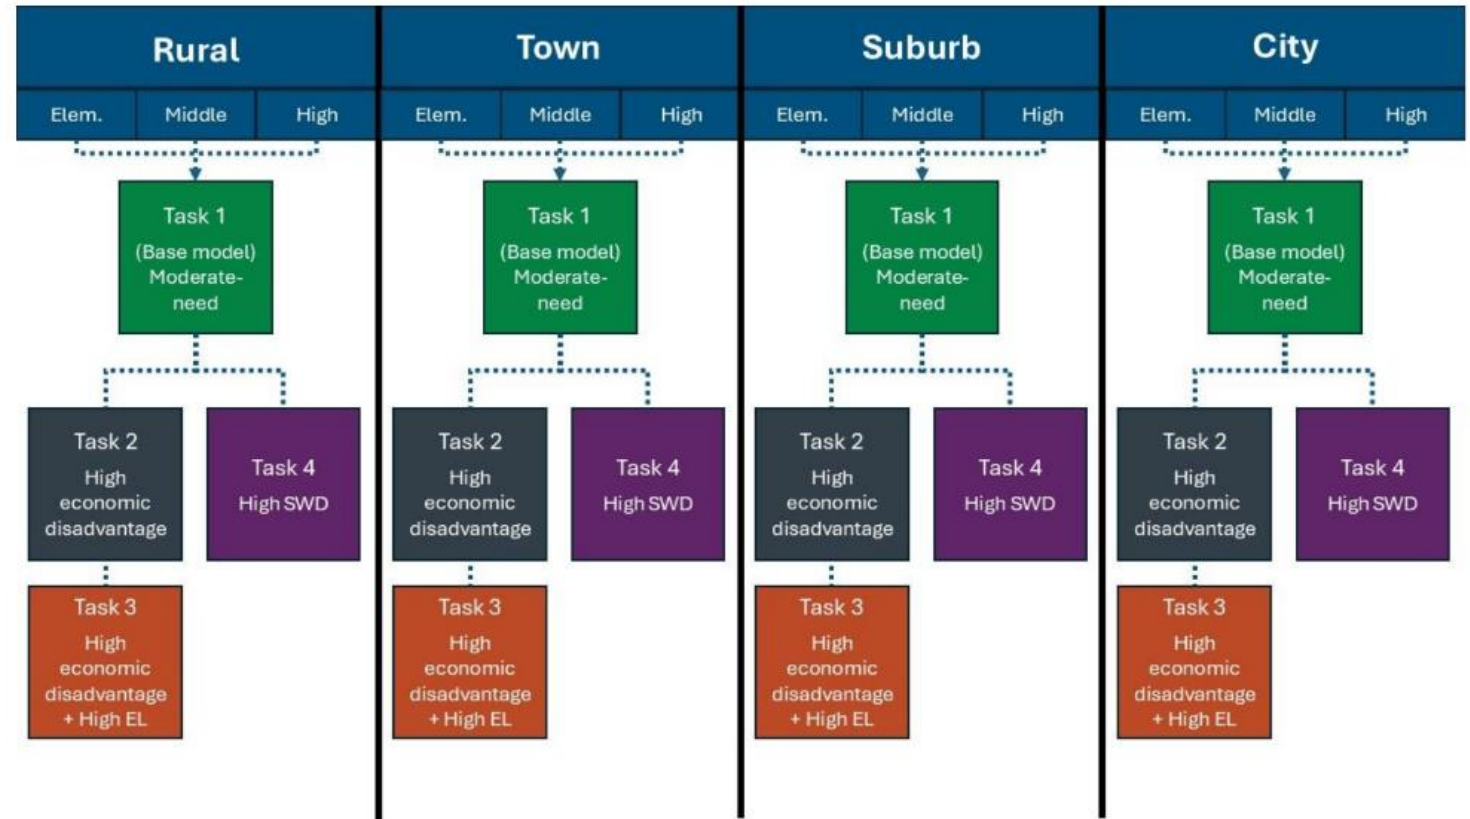 Rural
Town
Suburb
City
Elem.
Middle
High
Elem.
Middle
High
Elem.
Middle
High
Elem.
Middle
High
Task 1
(Base model)
Moderate-
need
Task 1
(Base model)
Moderate-
need
Task 1
(Base model)
Moderate-
need
Task 1
(Base model)
Moderate-
need
Task 2
High
economic
disadvantage
Task 4
High SWD
Task 2
High
economic
disadvantage
Task 4
High SWD
Task 2
High
economic
disadvantage
Task 4
High SWD
Task 2
High
economic
disadvantage
Task 4
High SWD
Task 3
High
economic
disadvantage
+ High EL
Task 3
High
economic
disadvantage
+ High EL
Task 3
High
economic
disadvantage
+ High EL
Task 3
High
economic
disadvantage
+ High EL